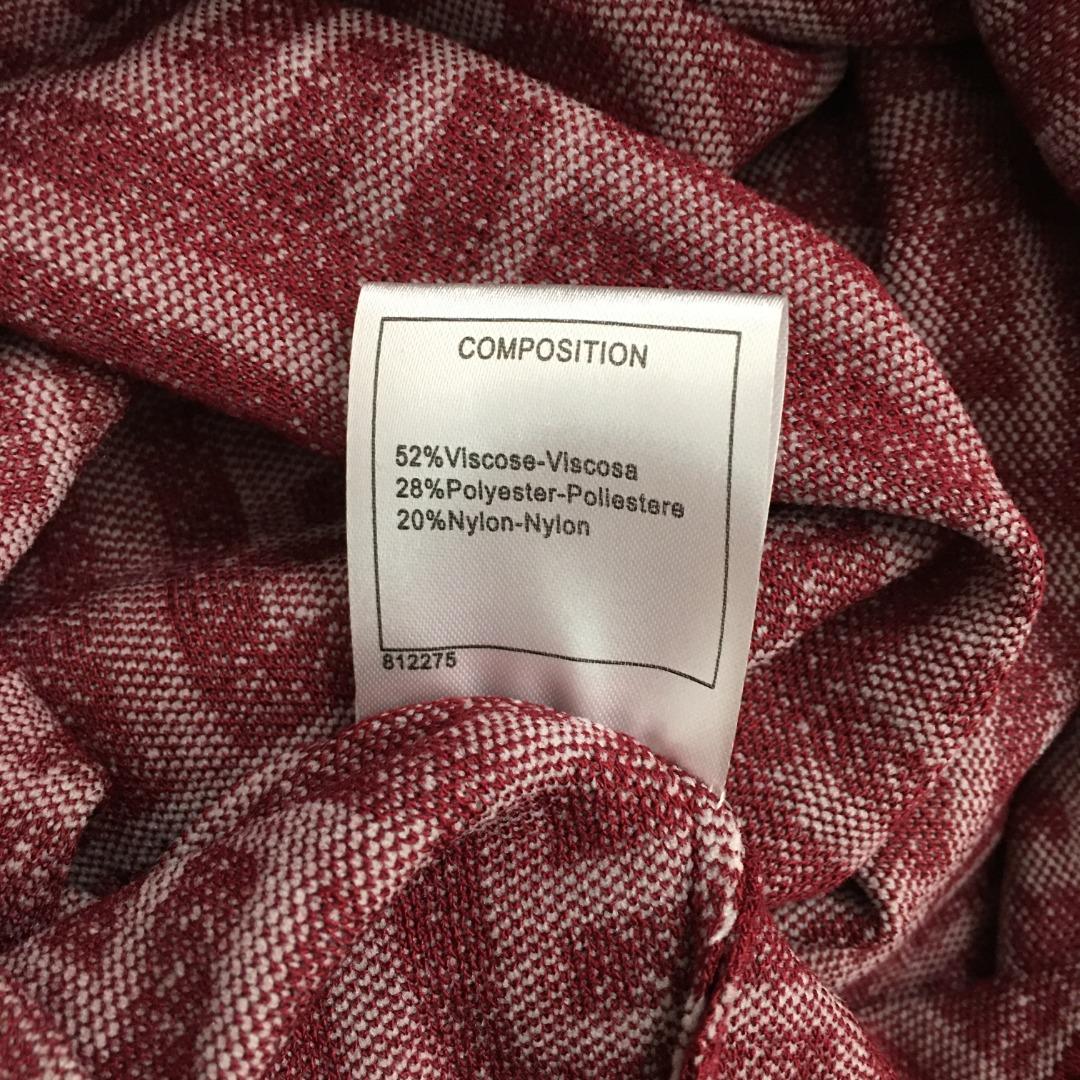 COMPOSITION
52%Viscose-Viscosa
28%Polyester-Poliestere
20%Nylon-Nylon
812275